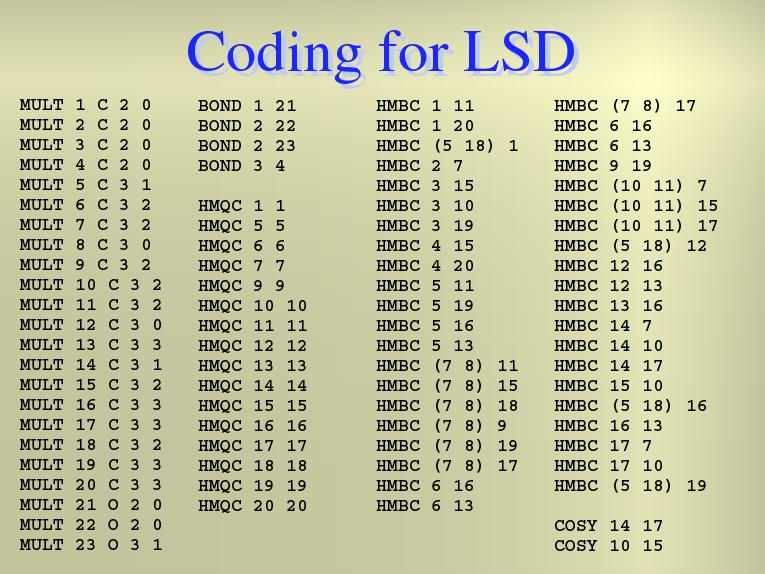 Coding for LSD
MULT 1 C 2 0
MULT 2 C 2 0
MULT 3 C 2 0
MULT 4 C 2 0
MULT 5 C 3 1
MULT 6 C 3 2
MULT 7 C 3 2
MULT 8 C 3 0
MULT 9 C 3 2
MULT 10 C 3 2
MULT 11 C 3 2
MULT 12 C 3 0
MULT 13 C 3 3
MULT 14 C 3 1
MULT 15 C 3 2
MULT 16 C 3 3
MULT 17 C 3 3
MULT 18 C 3 2
MULT 19 C 3 3
MULT 20 C 3 3
MULT 21 O 2 0
MULT 22 O 2 0
MULT 23 O 3 1
BOND 1 21
BOND 2 22
BOND 2 23
BOND 3 4
HMQC 1 1
HMQC 5 5
HMQC 6 6
HMQC 7 7
HMQC 9 9
HMQC 10 10
HMQC 11 11
HMQC 12 12
HMQC 13 13
HMQC 14 14
HMQC 15 15
HMQC 16 16
HMQC 17 17
HMQC 18 18
HMQC 19 19
HMQC 20 20
HMBC 1 11
HMBC 1 20
HMBC (5 18) 1
HMBC 2 7
HMBC 3 15
HMBC 3 10
HMBC 3 19
HMBC 4 15
HMBC 4 20
HMBC 5 11
HMBC 5 19
HMBC 5 16
HMBC 5 13
HMBC (7 8) 11
HMBC (7 8) 15
HMBC (7 8) 18
HMBC (7 8) 9
HMBC (7 8) 19
HMBC (7 8) 17
HMBC 6 16
HMBC 6 13
HMBC (7 8) 17
HMBC 6 16
HMBC 6 13
HMBC 9 19
HMBC (10 11) 7
HMBC (10 11) 15
HMBC (10 11) 17
HMBC (5 18) 12
HMBC 12 16
HMBC 12 13
HMBC 13 16
HMBC 14 7
HMBC 14 10
HMBC 14 17
HMBC 15 10
HMBC (5 18) 16
HMBC 16 13
HMBC 17 7
HMBC 17 10
HMBC (5 18) 19
COSY 14 17
COSY 10 15